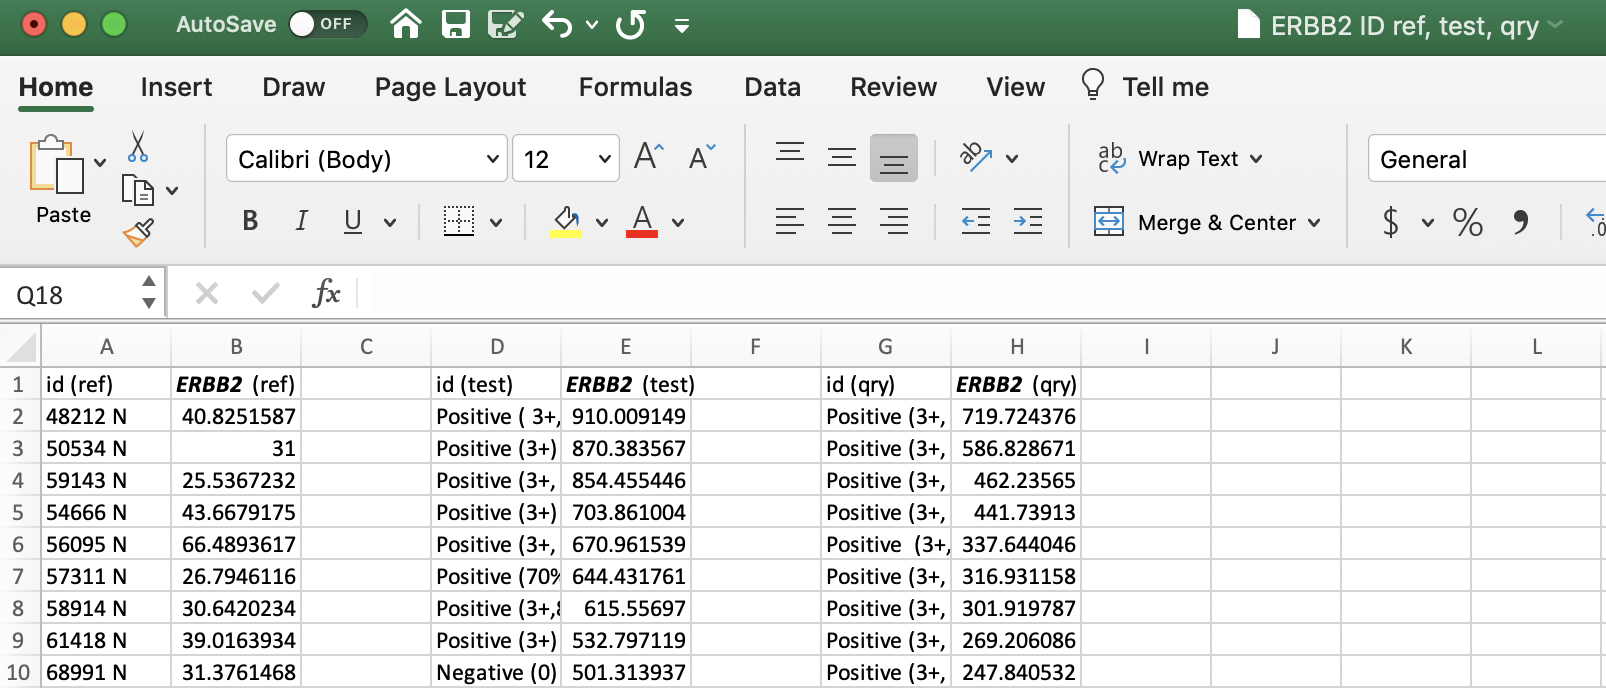 AutoSave OFF ERBB2 ID ref, test, qry
Home Insert Draw Page Layout Formulas Data Review View Tell me
Paste Calibri (Body) 12 A A ab Wrap Text General
B I U A Merge & Center $ % .0
Q18 fx
A B C D E F G H I J K L
1 id (ref) ERBB2 (ref) id (test) ERBB2 (test) id (qry) ERBB2 (qry)
2 48212 N 40.8251587 Positive ( 3+, 910.009149 Positive (3+, 719.724376
3 50534 N 31 Positive (3+) 870.383567 Positive (3+, 586.828671
4 59143 N 25.5367232 Positive (3+, 854.455446 Positive (3+, 462.23565
5 54666 N 43.6679175 Positive (3+) 703.861004 Positive (3+, 441.73913
6 56095 N 66.4893617 Positive (3+, 670.961539 Positive (3+, 337.644046
7 57311 N 26.7946116 Positive (70% 644.431761 Positive (3+, 316.931158
8 58914 N 30.6420234 Positive (3+, 615.55697 Positive (3+, 301.919787
9 61418 N 39.0163934 Positive (3+) 532.797119 Positive (3+, 269.206086
10 68991 N 31.3761468 Negative (0) 501.313937 Positive (3+, 247.840532